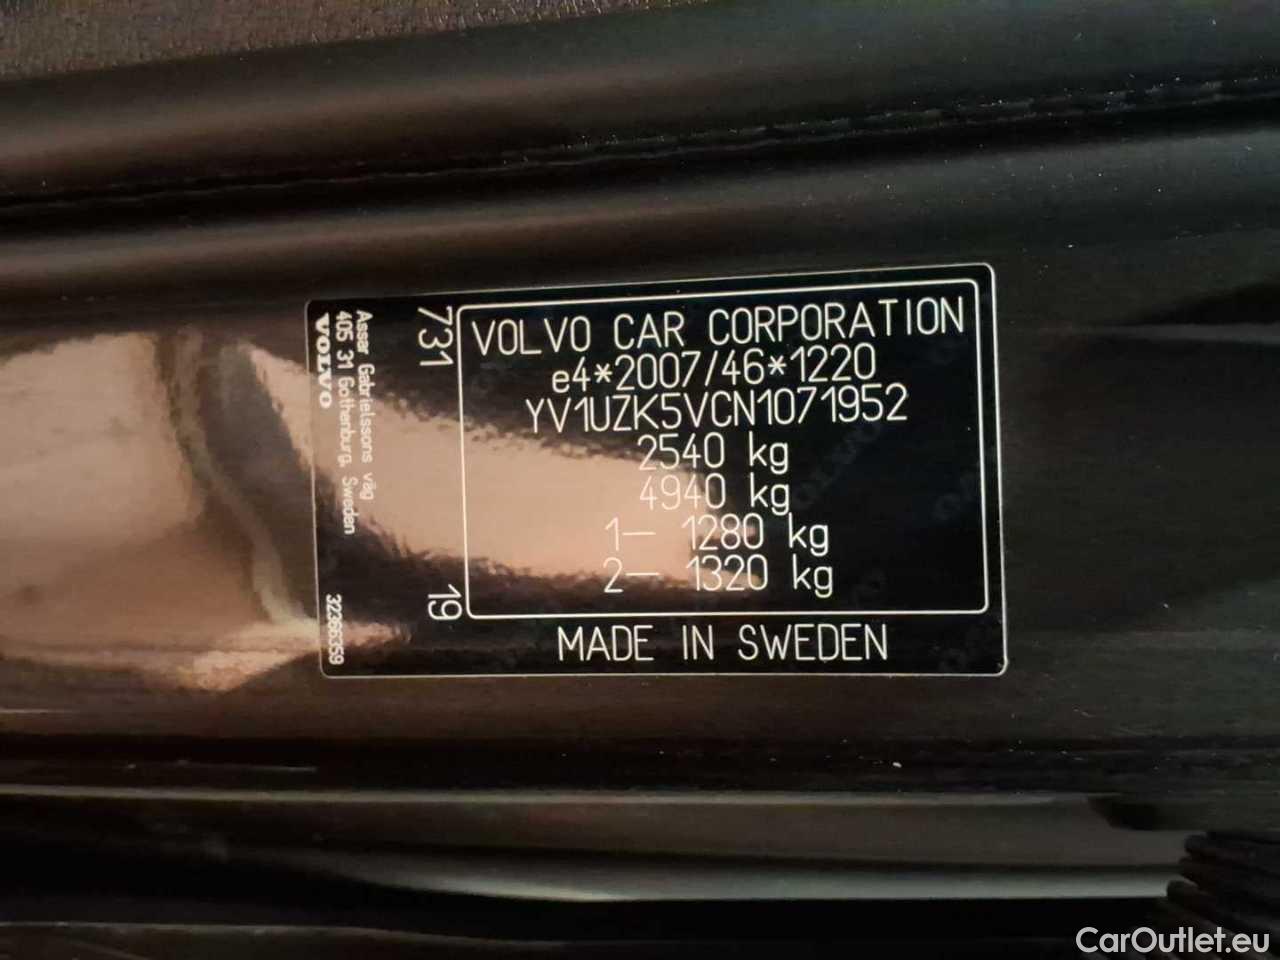 VOLVO CAR CORPORATION
e4*2007/46*1220
YV1UZK5VCN1071952
2540 kg
4940 kg
1— 1280 kg
2— 1320 kg
MADE IN SWEDEN
731
19
Assar Gabrielssons väg
405 31 Gothenburg, Sweden
VOLVO
32366359
CarOutlet.eu